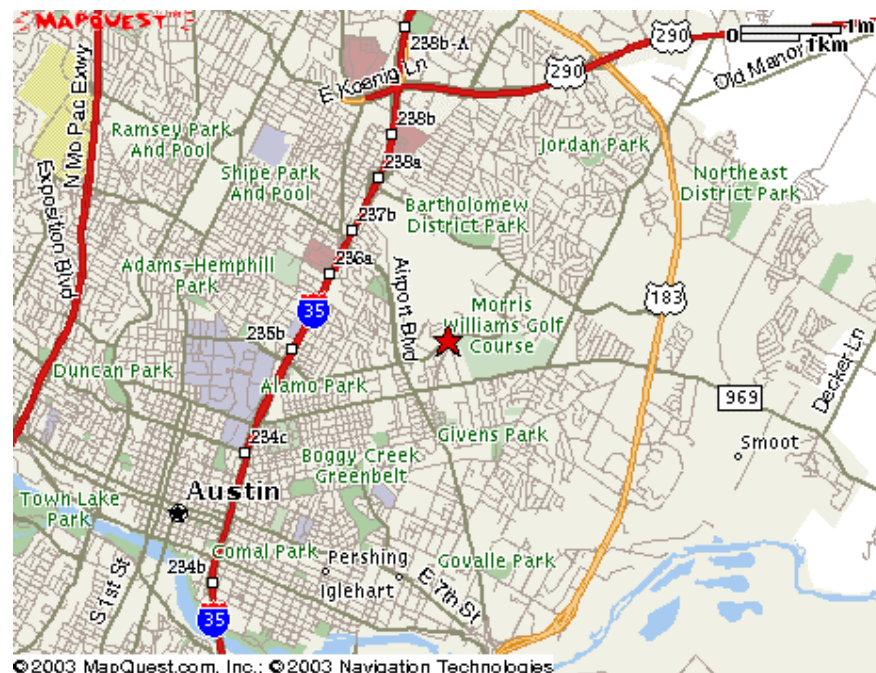 MAPQUEST
290
0 1m
1km
238b-A
E Koenig Ln
290
Old Manor
N Mo Pac Expwy
Ramsey Park
And Pool
238b
Jordan Park
Shipe Park
And Pool
238a
Northeast
District Park
Exposition Blvd
237b
Bartholomew
District Park
Adams-Hemphill
Park
236a
Airport Blvd
183
35
Morris
Williams Golf
Course
235b
Duncan Park
Alamo Park
Decker Ln
969
234c
Givens Park
Smoot
Boggy Creek
Greenbelt
Austin
Town Lake
Park
Comal Park
Pershing
Govalle Park
234b
S 1st St
Iglehart
E 7th St
35
©2003 MapQuest.com, Inc.; ©2003 Navigation Technologies